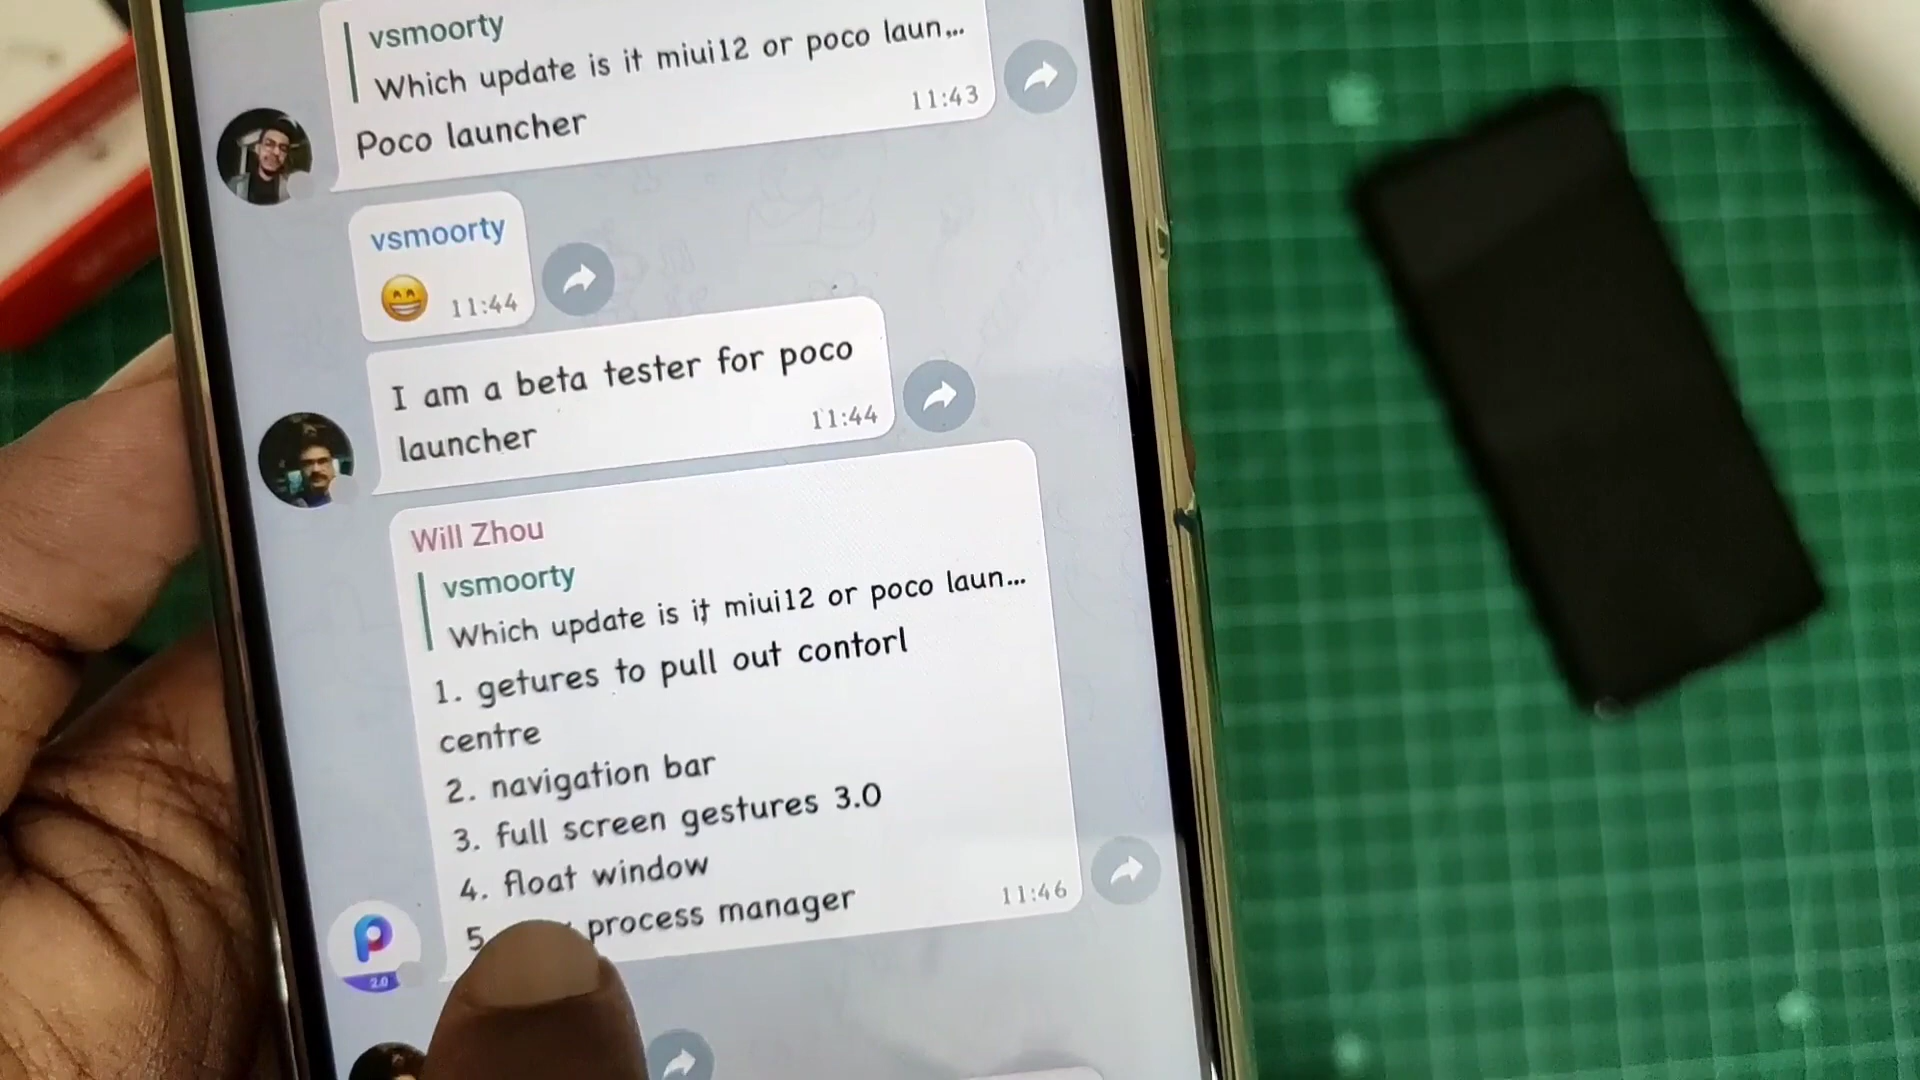 vsmoorty
Which update is it miui12 or poco laun...
Poco launcher
11:43
vsmoorty
😁 11:44
I am a beta tester for poco
launcher
11:44
Will Zhou
vsmoorty
Which update is it miui12 or poco laun...
1. getures to pull out contorl
centre
2. navigation bar
3. full screen gestures 3.0
4. float window
5 process manager
11:46
2.0